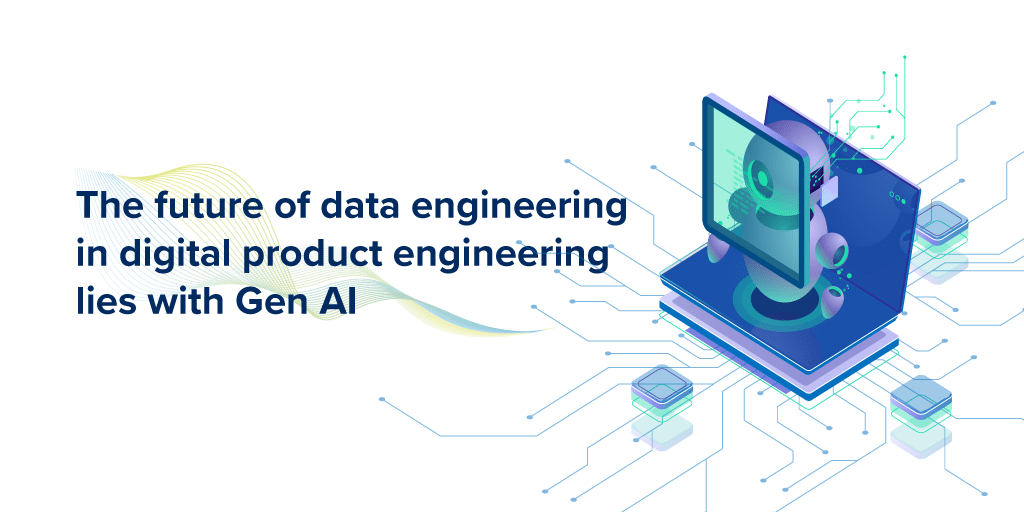 The future of data engineering
in digital product engineering
lies with Gen AI